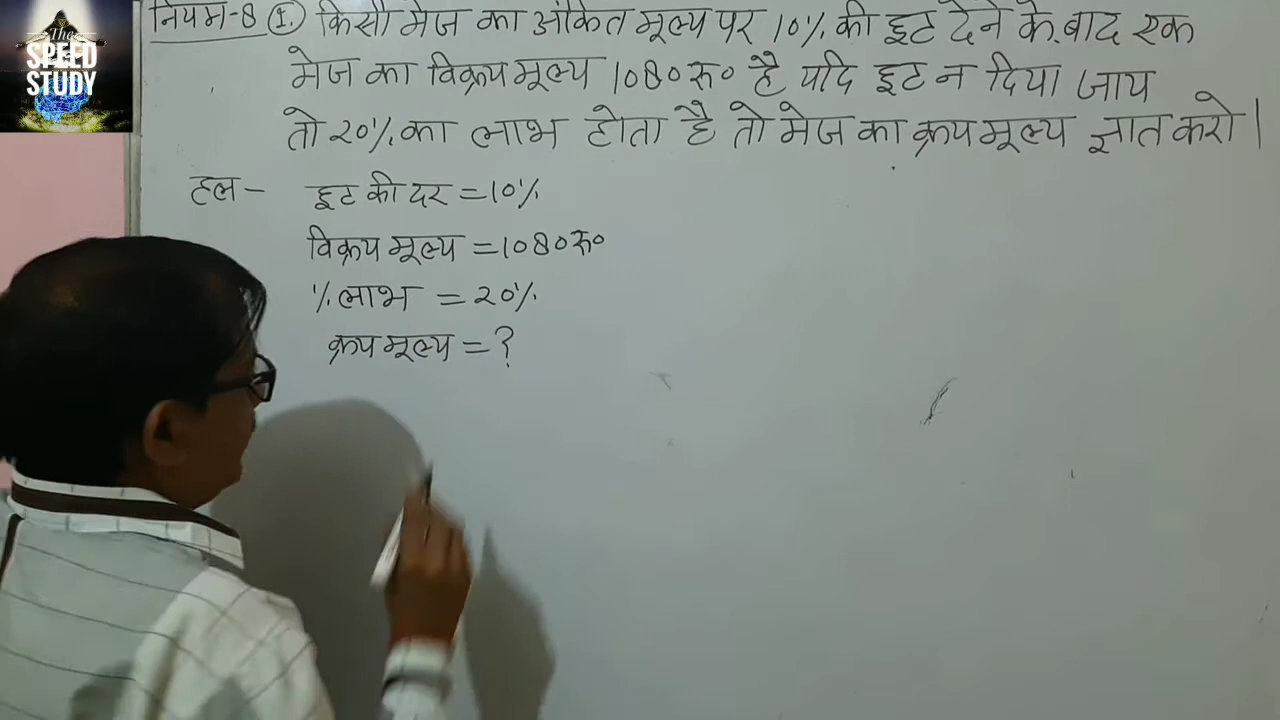 The
SPEED
STUDY
नियम-8 (I) किसी मेज का अंकित मूल्य पर 10% की छूट देने के बाद एक
मेज का विक्रय मूल्य 1080 रु० है यदि छूट न दिया जाय
तो 20% का लाभ होता है तो मेज का क्रय मूल्य ज्ञात करो।
हल- छूट की दर = 10%
विक्रय मूल्य = 1080 रु०
% लाभ = 20%
क्रय मूल्य = ?